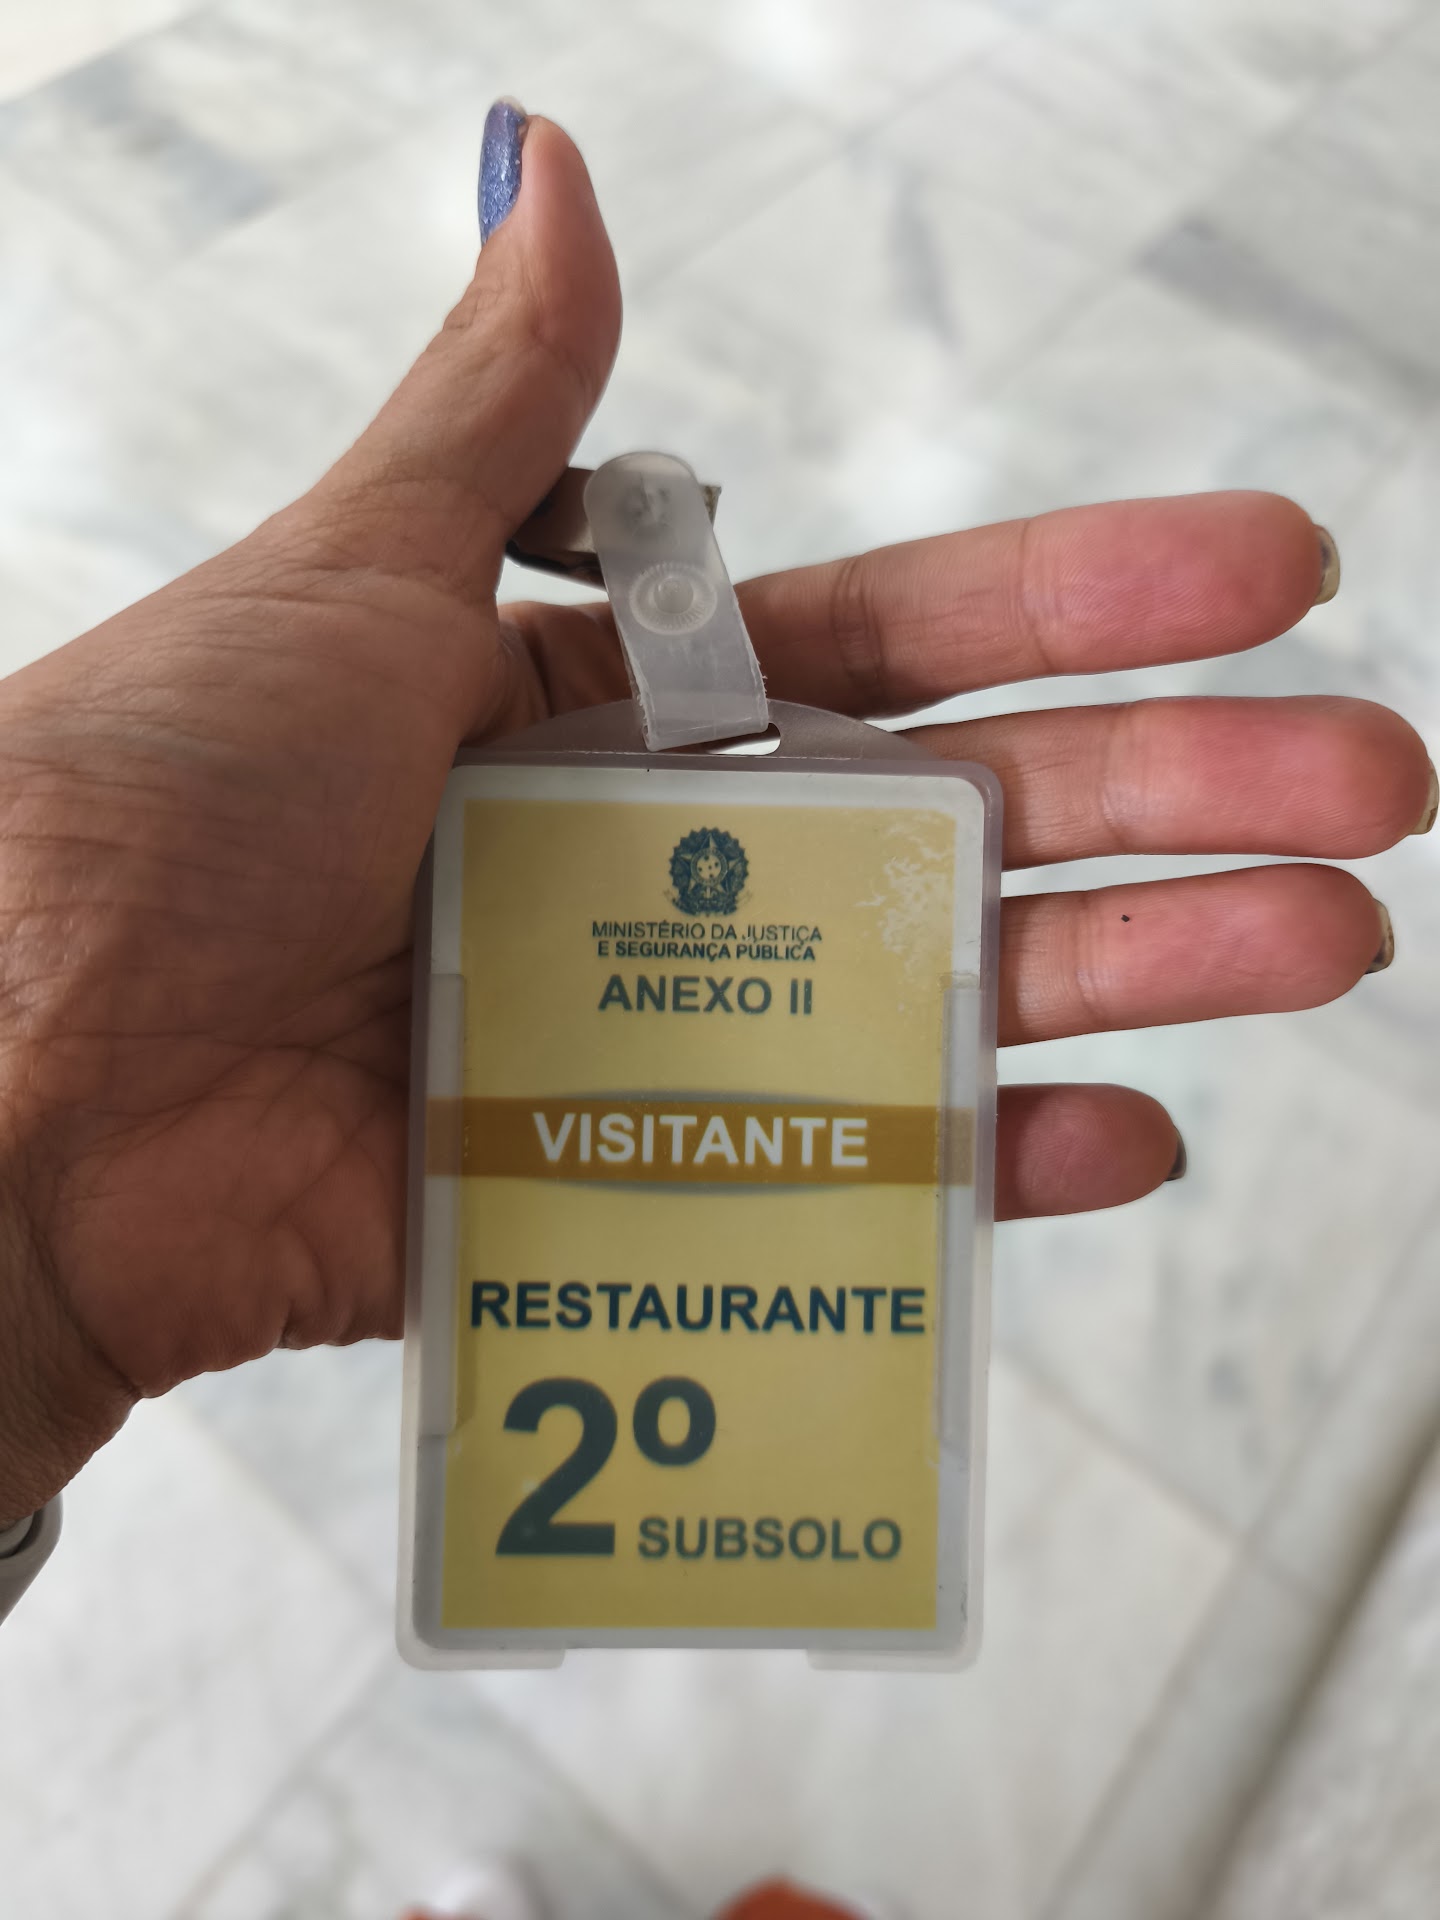 MINISTÉRIO DA JUSTIÇA
E SEGURANÇA PÚBLICA
ANEXO II
VISITANTE
RESTAURANTE
2º SUBSOLO